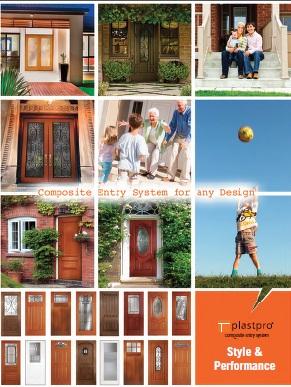 Composite Entry System for any Design
plastpro
composite entry system
Style &
Performance